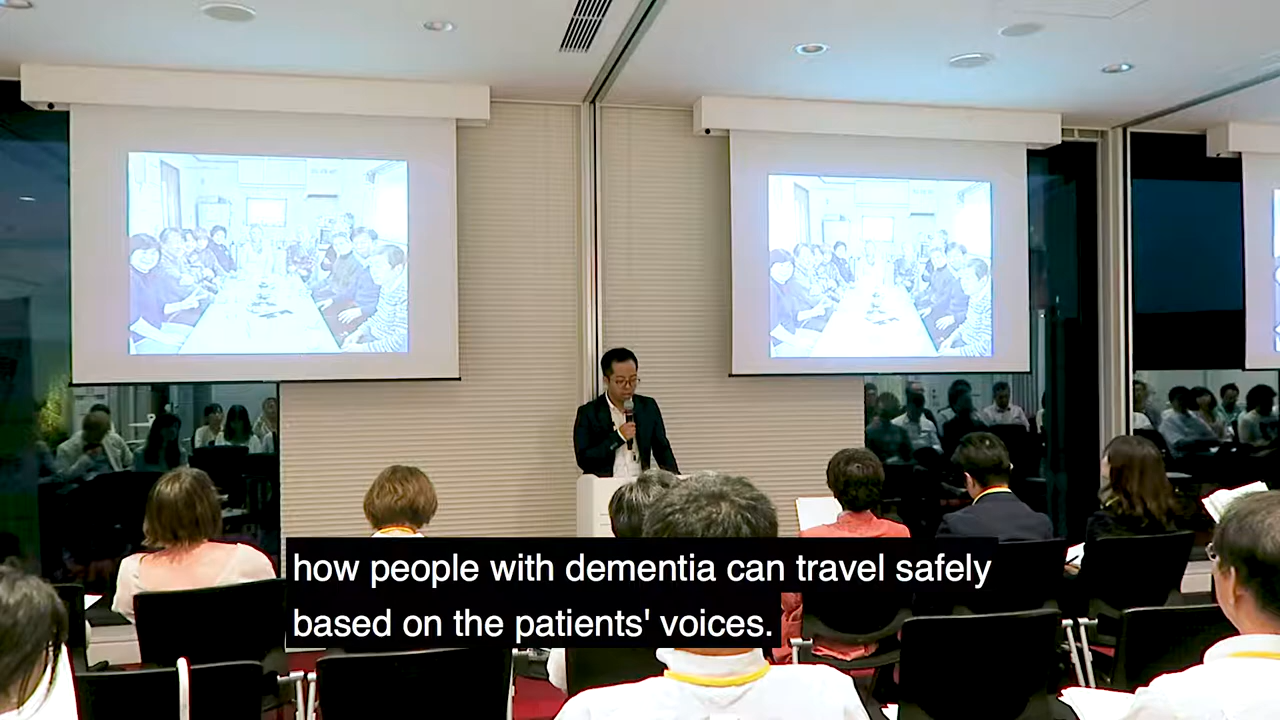 how people with dementia can travel safely
based on the patients' voices.